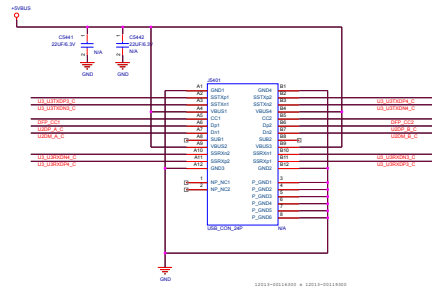 +5VBUS
C5441
22UF/6.3V
N/A
GND
C5442
22UF/6.3V
N/A
GND
J5401
A1 GND1 GND4 B1
A2 SSTXp1 SSTXp2 B2
U3_U3TXDP3_C A3 SSTXn1 SSTXn2 B3 U3_U3TXDP4_C
U3_U3TXDN3_C A4 VBUS1 VBUS4 B4 U3_U3TXDN4_C
A5 CC1 CC2 B5
DFP_CC1 A6 Dp1 Dp2 B6 DFP_CC2
U2DP_A_C A7 Dn1 Dn2 B7 U2DP_B_C
U2DM_A_C A8 SUB1 SUB2 B8 U2DM_B_C
A9 VBUS2 VBUS3 B9
A10 SSRXn2 SSRXn1 B10
U3_U3RXDN4_C A11 SSRXp2 SSRXp1 B11 U3_U3RXDN3_C
U3_U3RXDP4_C A12 GND3 GND2 B12 U3_U3RXDP3_C
1 NP_NC1 P_GND1 3
2 NP_NC2 P_GND2 4
P_GND3 5
P_GND4 6
P_GND5 7
P_GND6 8
USB_CON_24P N/A
GND